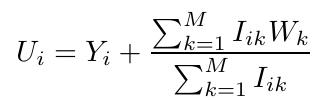 $U_i = Y_i + \frac{\sum_{k=1}^{M} I_{ik} W_k}{\sum_{k=1}^{M} I_{ik}}$